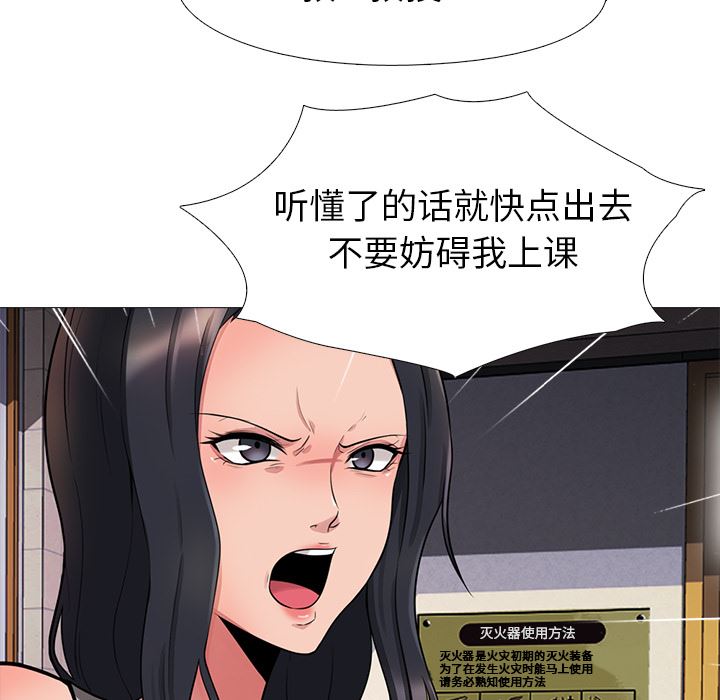 听懂了的话就快点出去
不要妨碍我上课
灭火器使用方法
灭火器是火灾初期的灭火装备
为了在发生火灾时能马上使用
请务必熟知使用方法